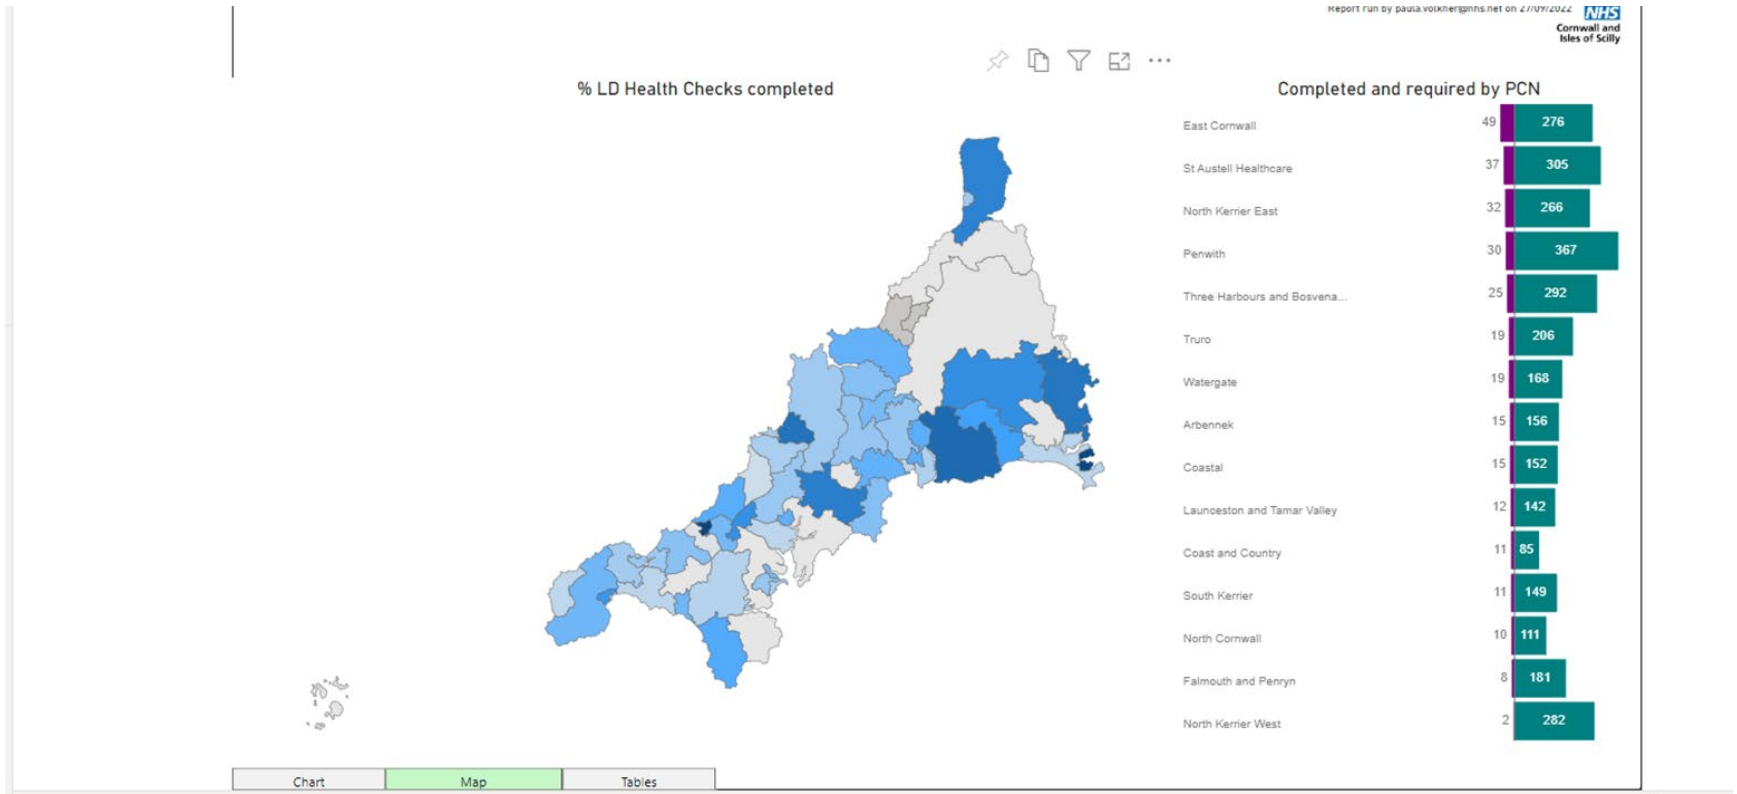 Report run by paula.volkner@nhs.net on 27/09/2022
NHS
Cornwall and
Isles of Scilly
% LD Health Checks completed
Completed and required by PCN
East Cornwall 49 276
St Austell Healthcare 37 305
North Kerrier East 32 266
Penwith 30 367
Three Harbours and Bosvena... 25 292
Truro 19 206
Watergate 19 168
Arbennek 15 156
Coastal 15 152
Launceston and Tamar Valley 12 142
Coast and Country 11 85
South Kerrier 11 149
North Cornwall 10 111
Falmouth and Penryn 8 181
North Kerrier West 2 282
Chart Map Tables